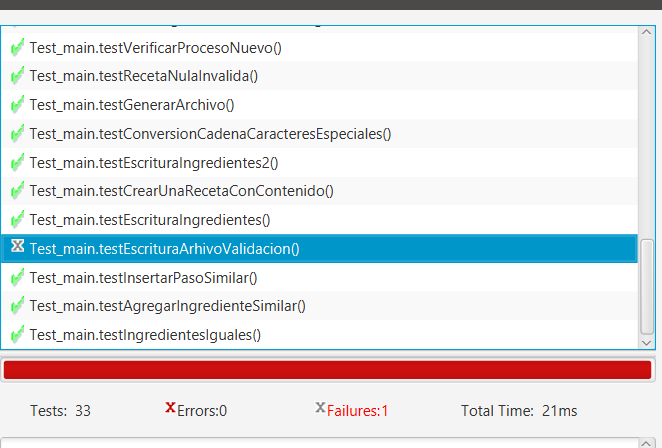 Test_main.testVerificarProcesoNuevo()
Test_main.testRecetaNulaInvalida()
Test_main.testGenerarArchivo()
Test_main.testConversionCadenaCaracteresEspeciales()
Test_main.testEscrituraIngredientes2()
Test_main.testCrearUnaRecetaConContenido()
Test_main.testEscrituraIngredientes()
Test_main.testEscrituraArhivoValidacion()
Test_main.testInsertarPasoSimilar()
Test_main.testAgregarIngredienteSimilar()
Test_main.testIngredientesIguales()
Tests: 33 Errors:0 Failures:1 Total Time: 21ms